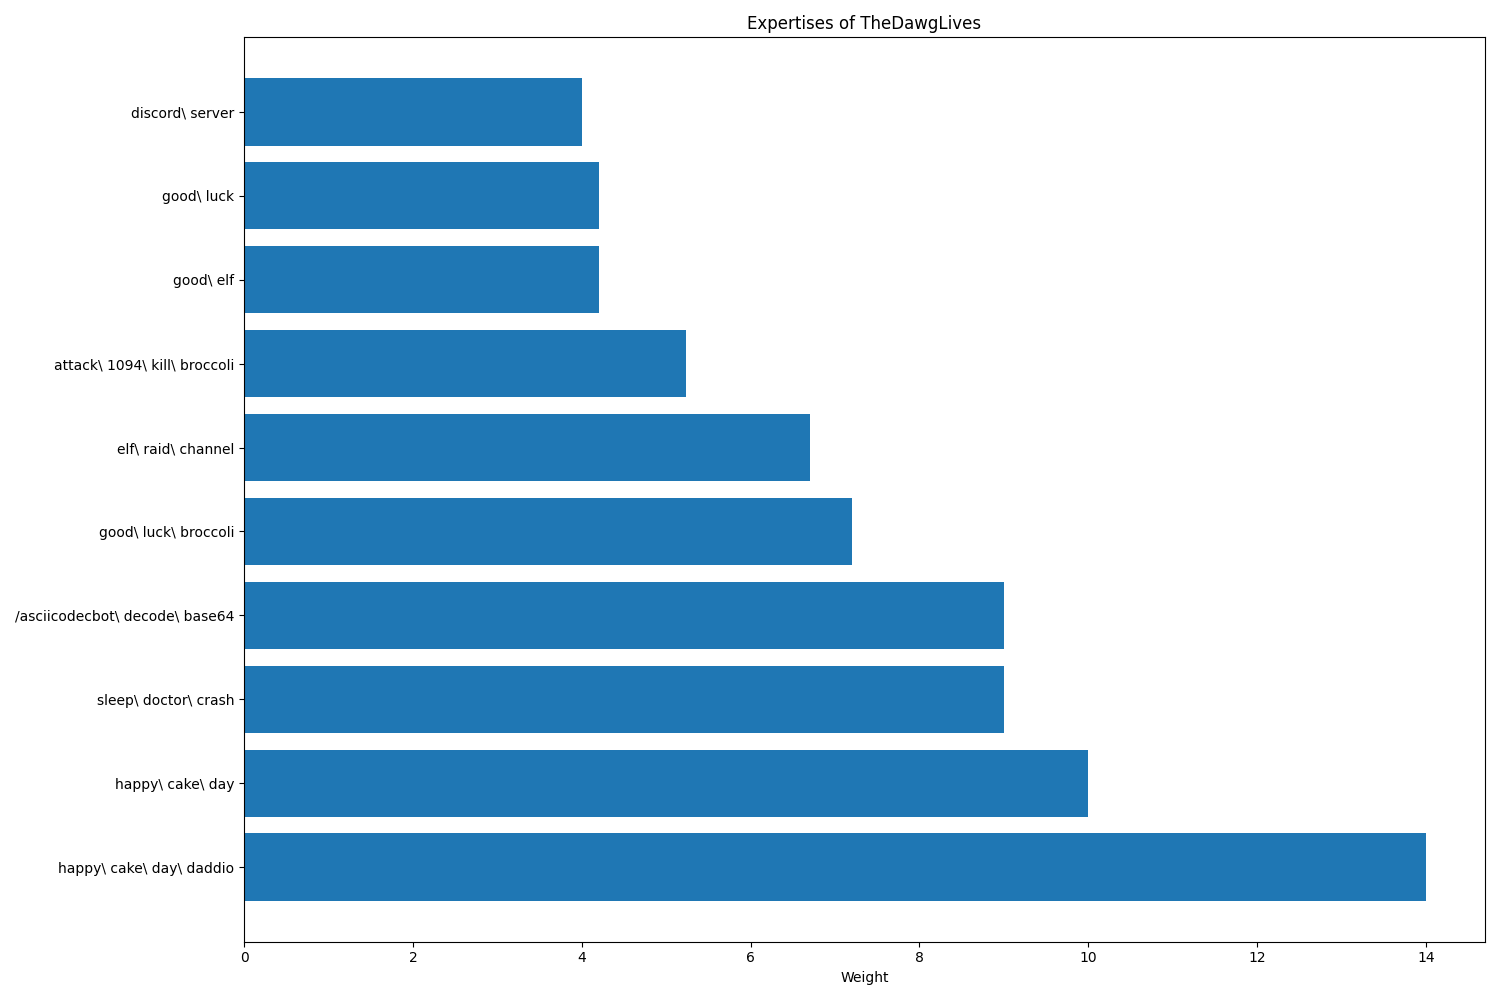 Expertises of TheDawgLives
discord\ server
good\ luck
good\ elf
attack\ 1094\ kill\ broccoli
elf\ raid\ channel
good\ luck\ broccoli
/asciicodecbot\ decode\ base64
sleep\ doctor\ crash
happy\ cake\ day
happy\ cake\ day\ daddio
0 2 4 6 8 10 12 14
Weight